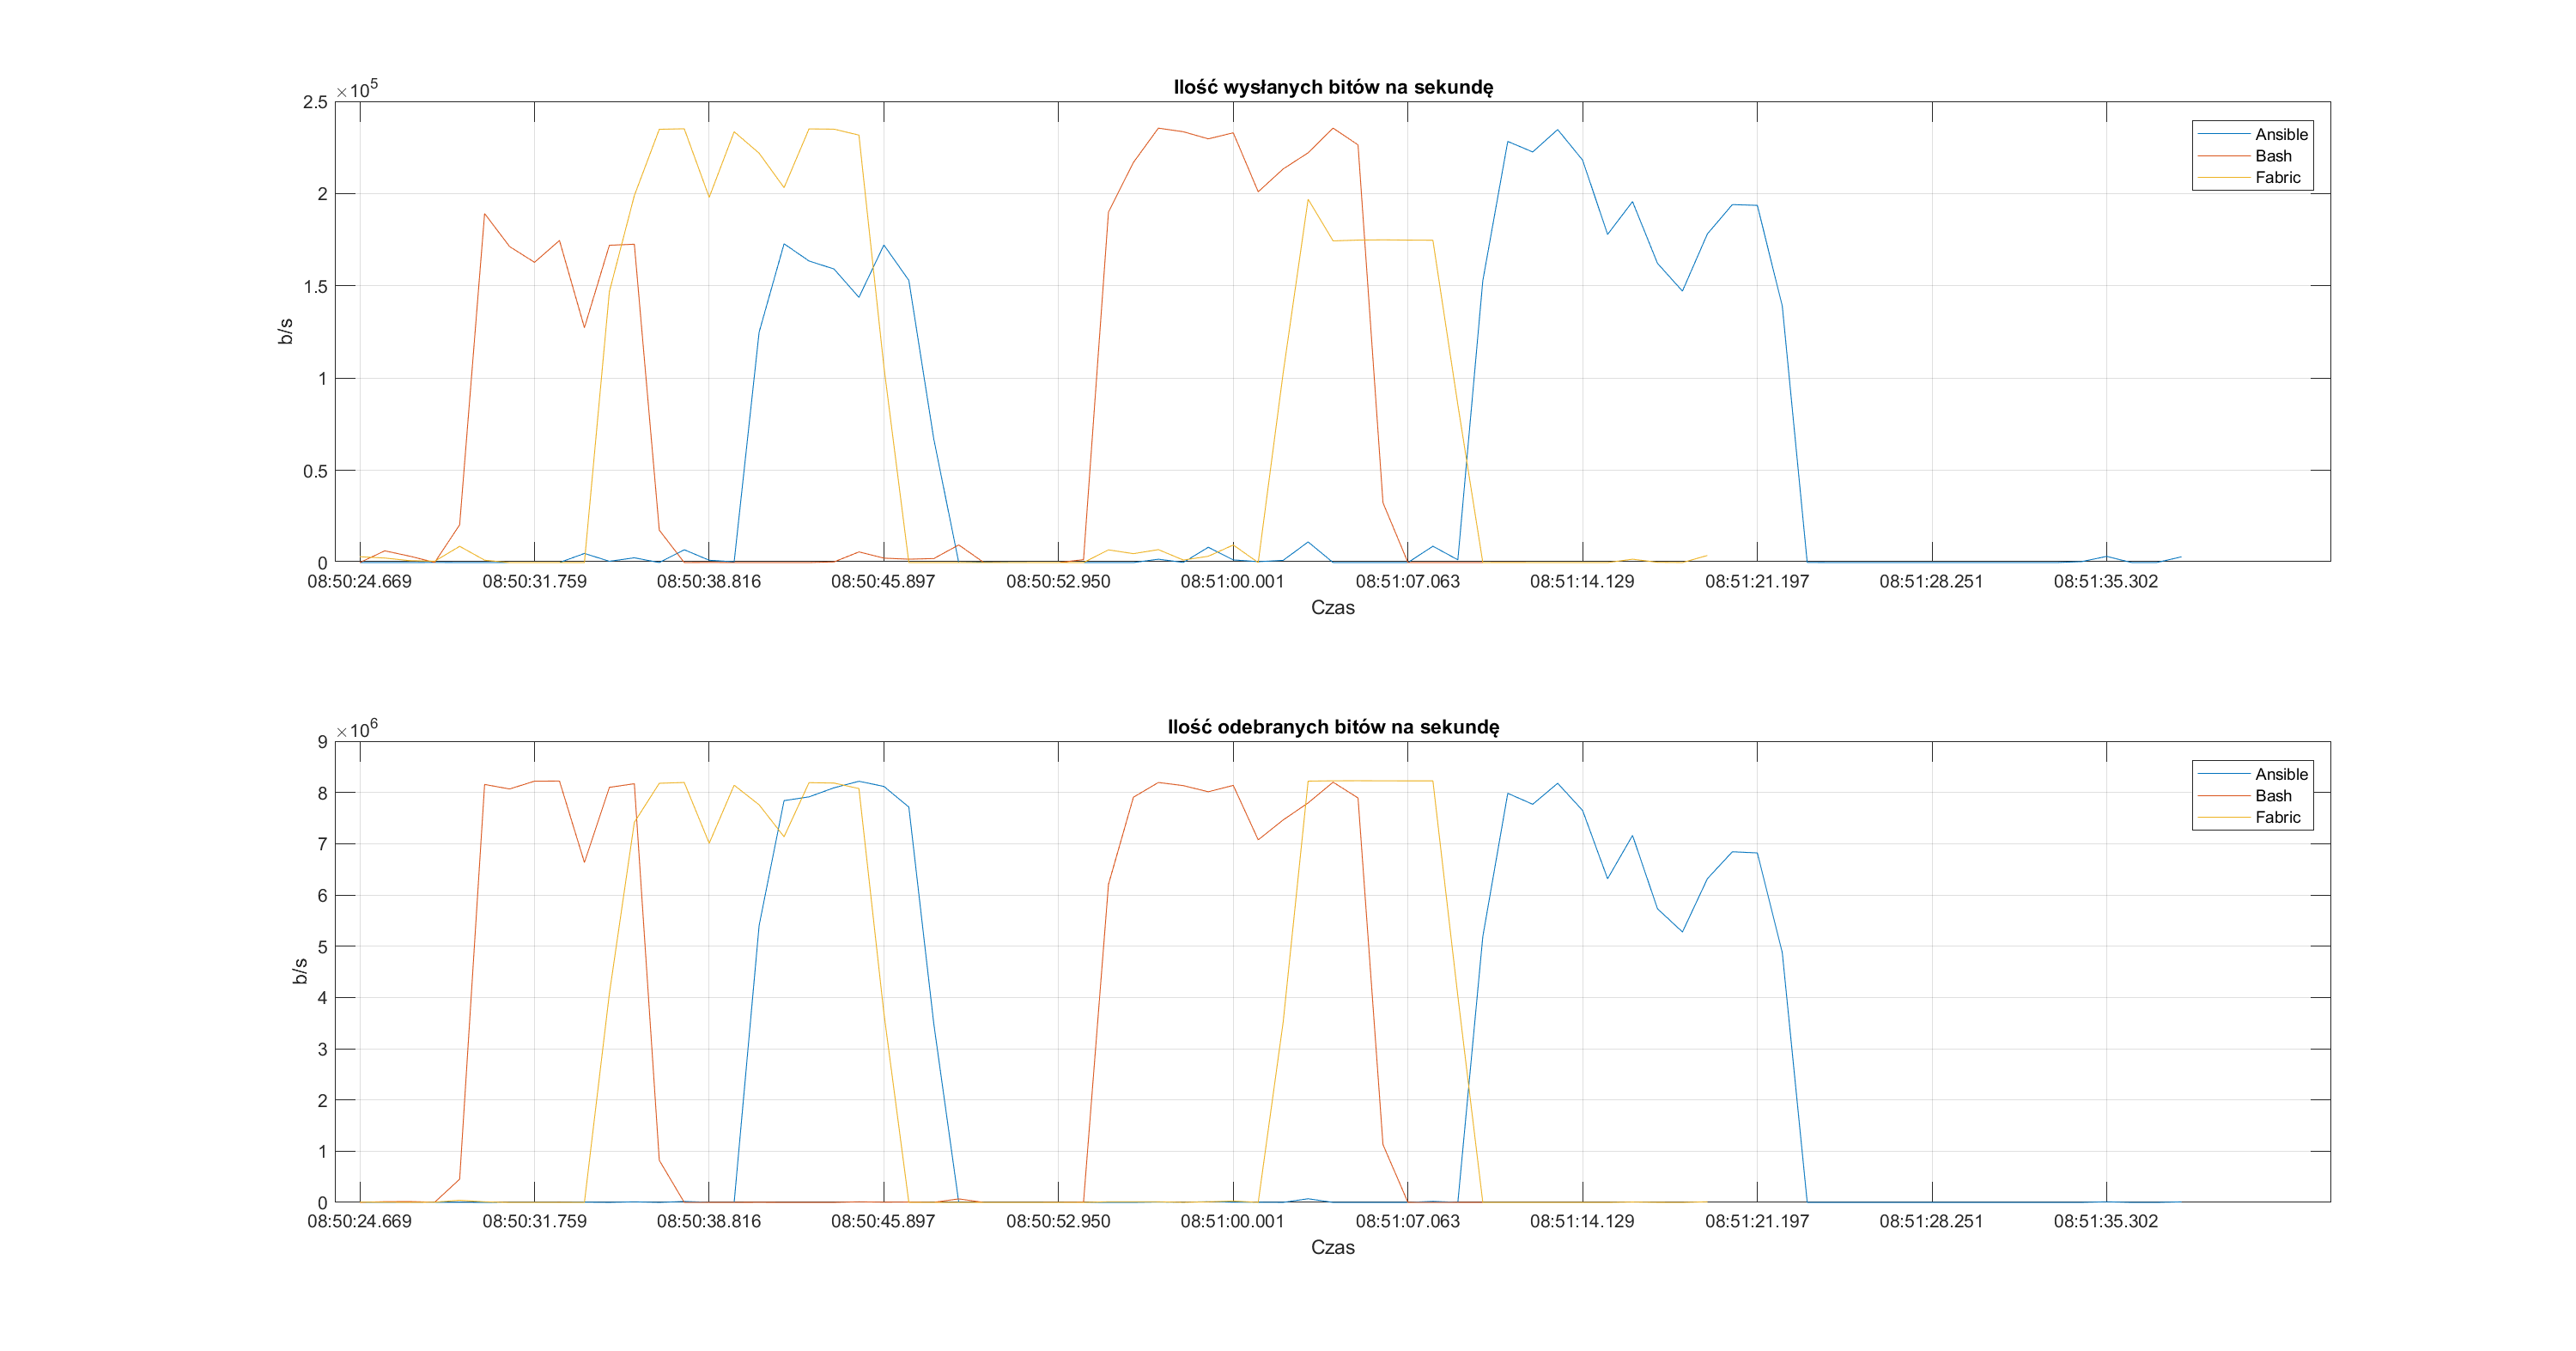 Ilość wysłanych bitów na sekundę
×10^5
2.5
2
1.5
1
0.5
0
b/s
Ansible
Bash
Fabric
08:50:24.669 08:50:31.759 08:50:38.816 08:50:45.897 08:50:52.950 08:51:00.001 08:51:07.063 08:51:14.129 08:51:21.197 08:51:28.251 08:51:35.302
Czas
Ilość odebranych bitów na sekundę
×10^6
9
8
7
6
5
4
3
2
1
0
b/s
Ansible
Bash
Fabric
08:50:24.669 08:50:31.759 08:50:38.816 08:50:45.897 08:50:52.950 08:51:00.001 08:51:07.063 08:51:14.129 08:51:21.197 08:51:28.251 08:51:35.302
Czas